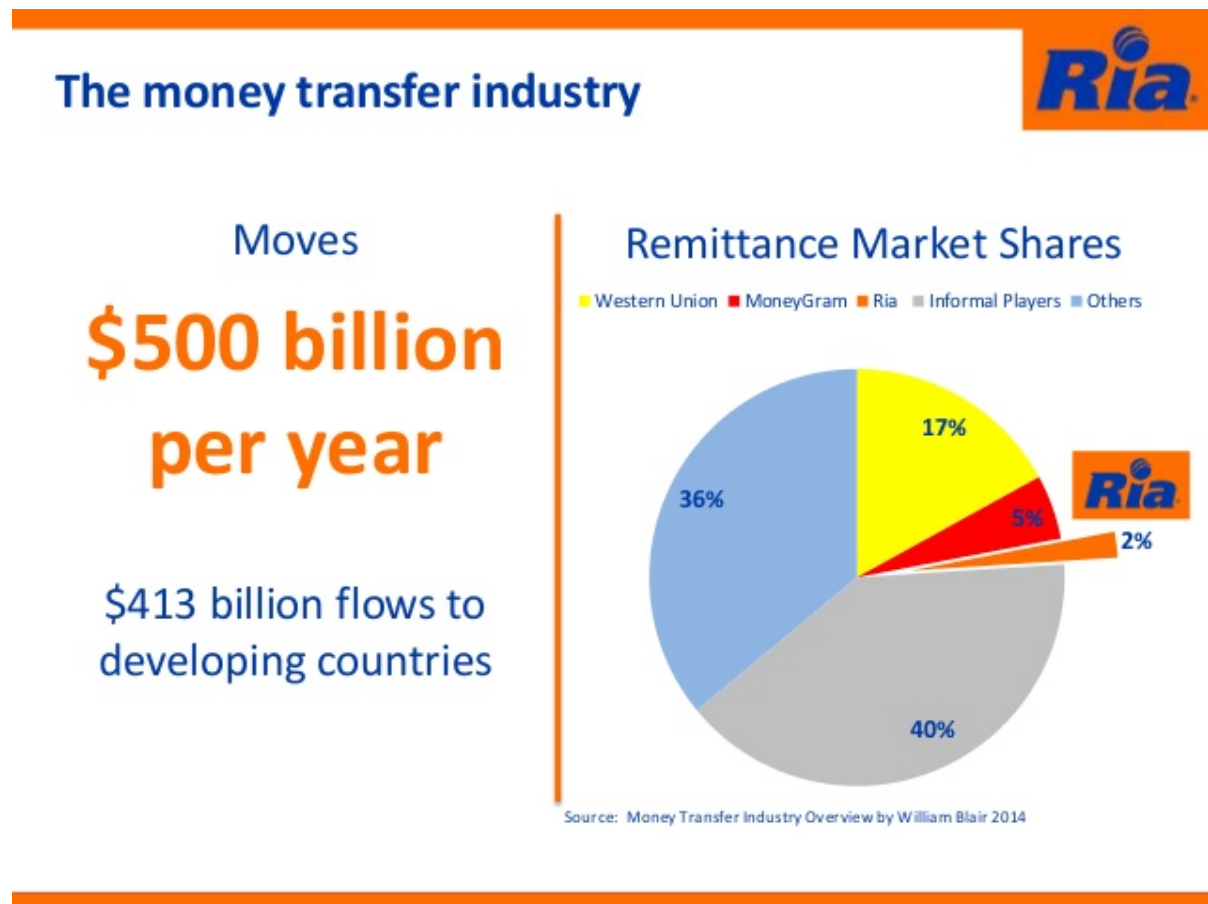 Ria
The money transfer industry
Moves
$500 billion
per year
$413 billion flows to
developing countries
Remittance Market Shares
Western Union MoneyGram Ria Informal Players Others
17%
36%
5%
Ria
2%
40%
Source: Money Transfer Industry Overview by William Blair 2014